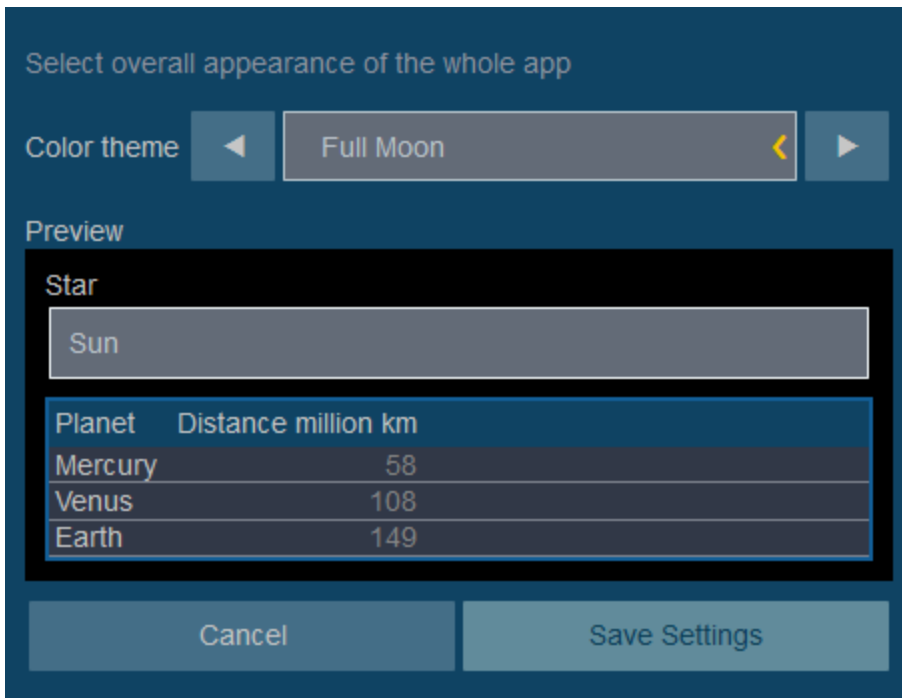 Select overall appearance of the whole app
Color theme ◀ Full Moon ❮ ▶
Preview
Star
Sun
Planet Distance million km
Mercury 58
Venus 108
Earth 149
Cancel Save Settings